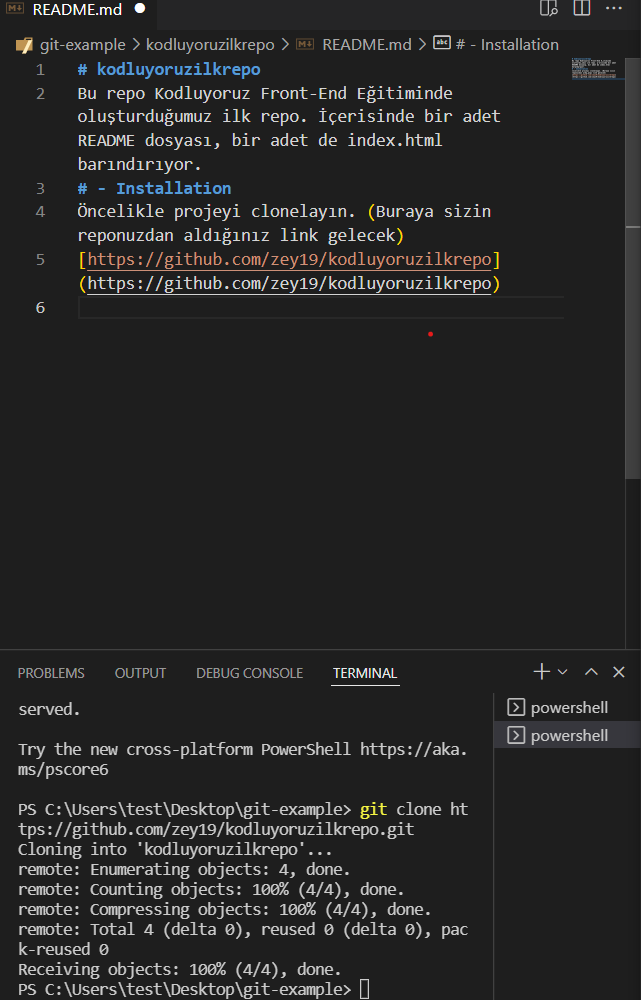 README.md
git-example > kodluyoruzilkrepo > README.md > # - Installation
1 # kodluyoruzilkrepo
2 Bu repo Kodluyoruz Front-End Eğitiminde
oluşturduğumuz ilk repo. İçerisinde bir adet
README dosyası, bir adet de index.html
barındırıyor.
3 # - Installation
4 Öncelikle projeyi clonelayın. (Buraya sizin
reponuzdan aldığınız link gelecek)
5 [https://github.com/zey19/kodluyoruzilkrepo]
(https://github.com/zey19/kodluyoruzilkrepo)
6
PROBLEMS OUTPUT DEBUG CONSOLE TERMINAL
powershell
powershell
served.
Try the new cross-platform PowerShell https://aka.
ms/pscore6
PS C:\Users\test\Desktop\git-example> git clone ht
tps://github.com/zey19/kodluyoruzilkrepo.git
Cloning into 'kodluyoruzilkrepo'...
remote: Enumerating objects: 4, done.
remote: Counting objects: 100% (4/4), done.
remote: Compressing objects: 100% (4/4), done.
remote: Total 4 (delta 0), reused 0 (delta 0), pac
k-reused 0
Receiving objects: 100% (4/4), done.
PS C:\Users\test\Desktop\git-example>